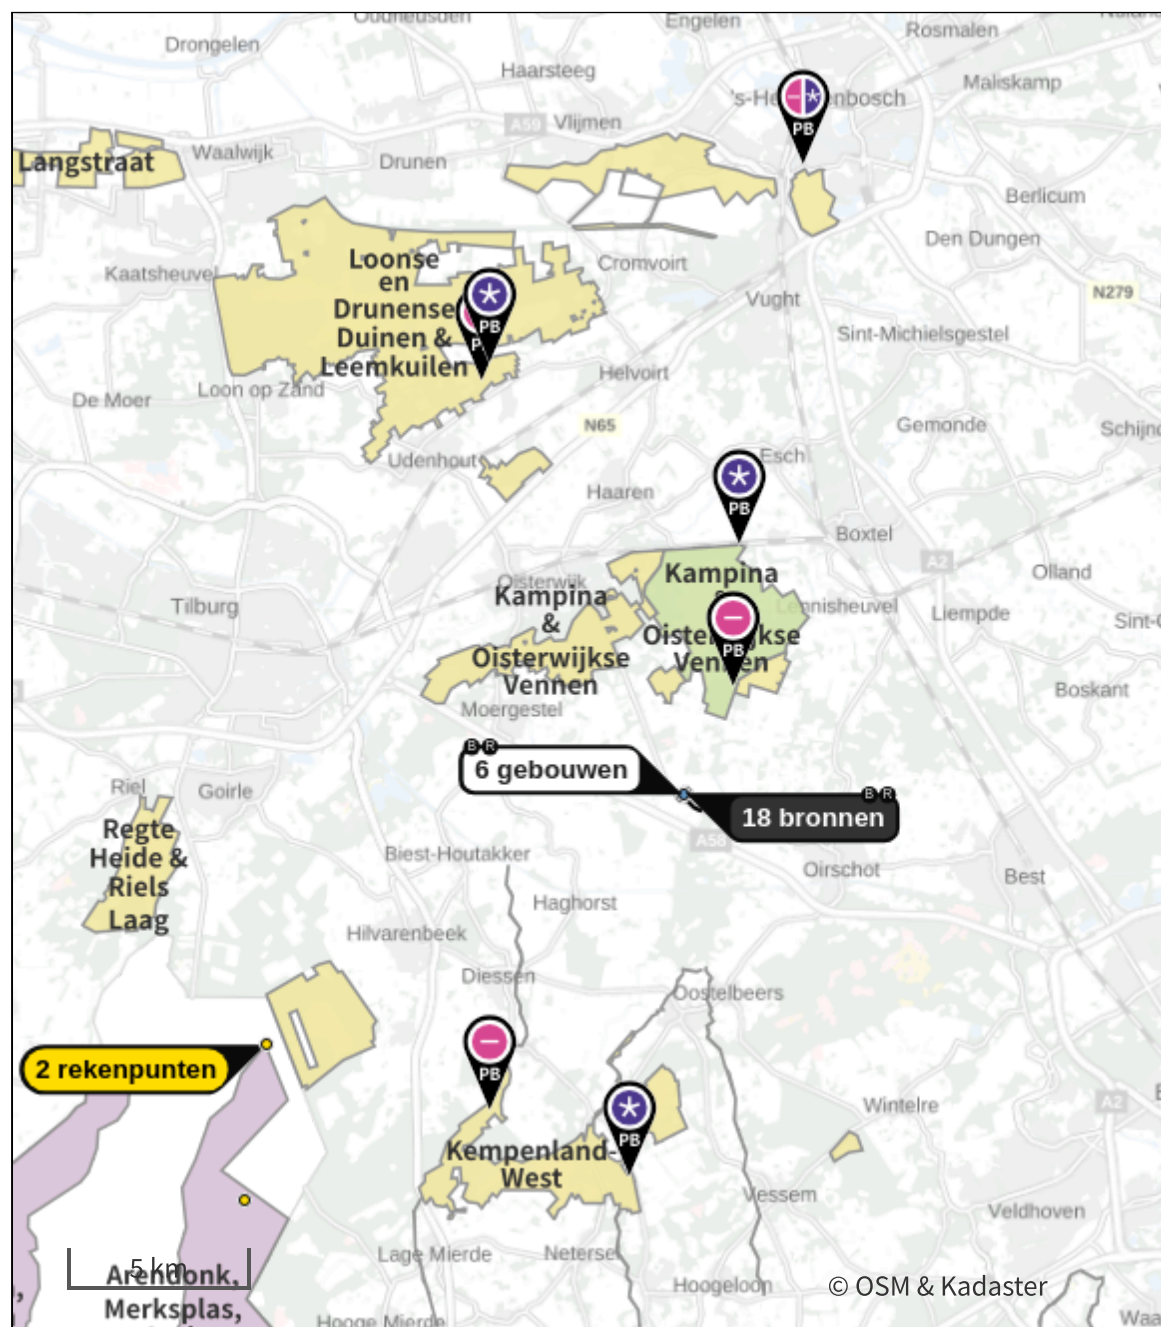 Oudheusden
Engelen
Rosmalen
Drongelen
Haarsteeg
Maliskamp
A59
Vlijmen
PB
Langstraat
Waalwijk
Drunen
Berlicum
Den Dungen
Kaatsheuvel
Loonse
en
Drunense
Duinen &
Leemkuilen
PB
Cromvoirt
N279
Vught
Sint-Michielsgestel
Loon op Zand
Helvoirt
De Moer
N65
Gemonde
Udenhout
Esch
Haaren
PB
Boxtel
A2
Oisterwijk
Kampina
&
Oisterwijkse
Vennen
Kampina
PB
Olland
Tilburg
Liempde
Boskant
Moergestel
B R
6 gebouwen
B R
18 bronnen
A58
Riel
Goirle
Regte
Heide &
Riels
Laag
Biest-Houtakker
Oirschot
Best
Haghorst
Hilvarenbeek
Diessen
Oostelbeers
2 rekenpunten
PB
PB
Wintelre
A2
Kempenland-
West
Vessem
Veldhoven
5 km
Arendonk,
Merksplas,
Lage Mierde
Netersel
Hoogeloon
© OSM & Kadaster
Hooge Mierde